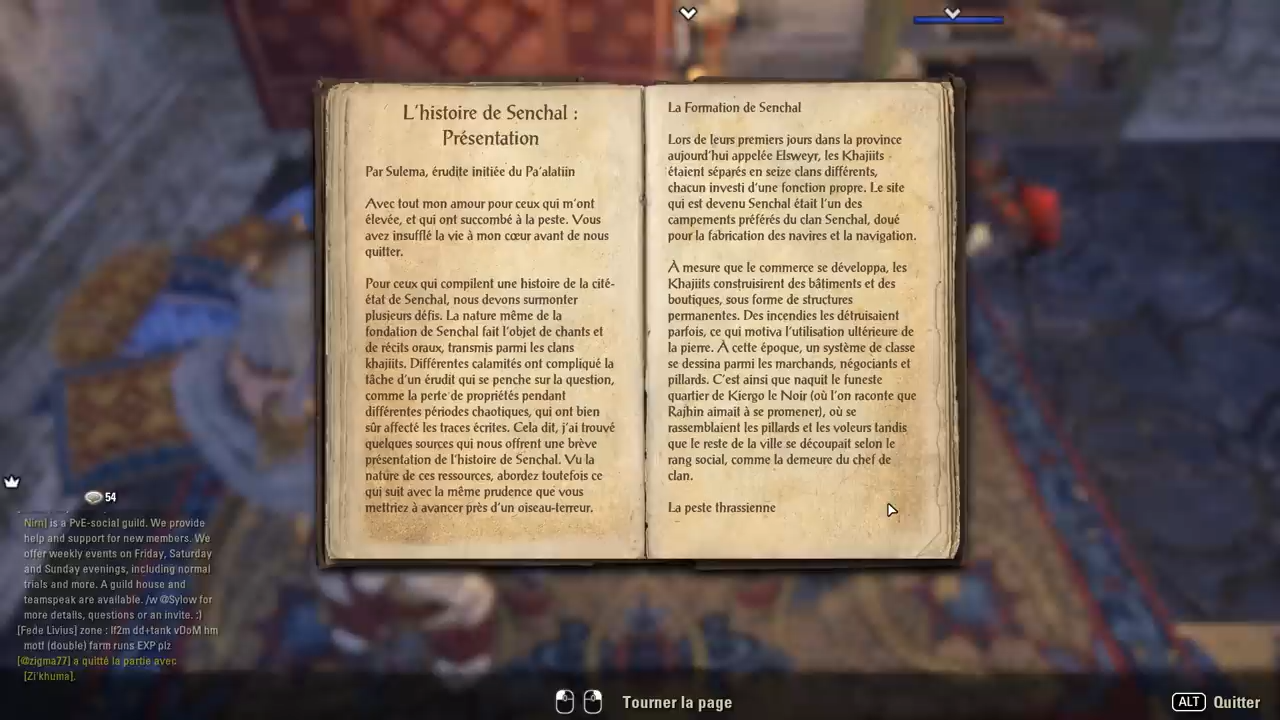 L'histoire de Senchal :
Présentation
Par Sulema, érudite initiée du Pa'alatiin
Avec tout mon amour pour ceux qui m'ont
élevée, et qui ont succombé à la peste. Vous
avez insufflé la vie à mon cœur avant de nous
quitter.
Pour ceux qui compilent une histoire de la cité-
état de Senchal, nous devons surmonter
plusieurs défis. La nature même de la
fondation de Senchal fait l'objet de chants et
de récits oraux, transmis parmi les clans
khajiits. Différentes calamités ont compliqué la
tâche d'un érudit qui se penche sur la question,
comme la perte de propriétés pendant
différentes périodes chaotiques, qui ont bien
sûr affecté les traces écrites. Cela dit, j'ai trouvé
quelques sources qui nous offrent une brève
présentation de l'histoire de Senchal. Vu la
nature de ces ressources, abordez toutefois ce
qui suit avec la même prudence que vous
mettriez à avancer près d'un oiseau-terreur.
La Formation de Senchal
Lors de leurs premiers jours dans la province
aujourd'hui appelée Elsweyr, les Khajiits
étaient séparés en seize clans différents,
chacun investi d'une fonction propre. Le site
qui est devenu Senchal était l'un des
campements préférés du clan Senchal, doué
pour la fabrication des navires et la navigation.
À mesure que le commerce se développa, les
Khajiits construisirent des bâtiments et des
boutiques, sous forme de structures
permanentes. Des incendies les détruisaient
parfois, ce qui motiva l'utilisation ultérieure de
la pierre. À cette époque, un système de classe
se dessina parmi les marchands, négociants et
pillards. C'est ainsi que naquit le funeste
quartier de Kiergo le Noir (où l'on raconte que
Rajhin aimait à se promener), où se
rassemblaient les pillards et les voleurs tandis
que le reste de la ville se découpait selon le
rang social, comme la demeure du chef de
clan.
La peste thrassienne
54
Nirn] is a PvE-social guild. We provide
help and support for new members. We
offer weekly events on Friday, Saturday
and Sunday evenings, including normal
trials and more. A guild house and
teamspeak are available. /w @Sylow for
more details, questions or an invite. :)
[Fede Livius] zone : lf2m dd+tank vDoM hm
motif (double) farm runs EXP plz
[@zigma77] a quitté la partie avec
[Zi'khuma].
Tourner la page
ALT Quitter